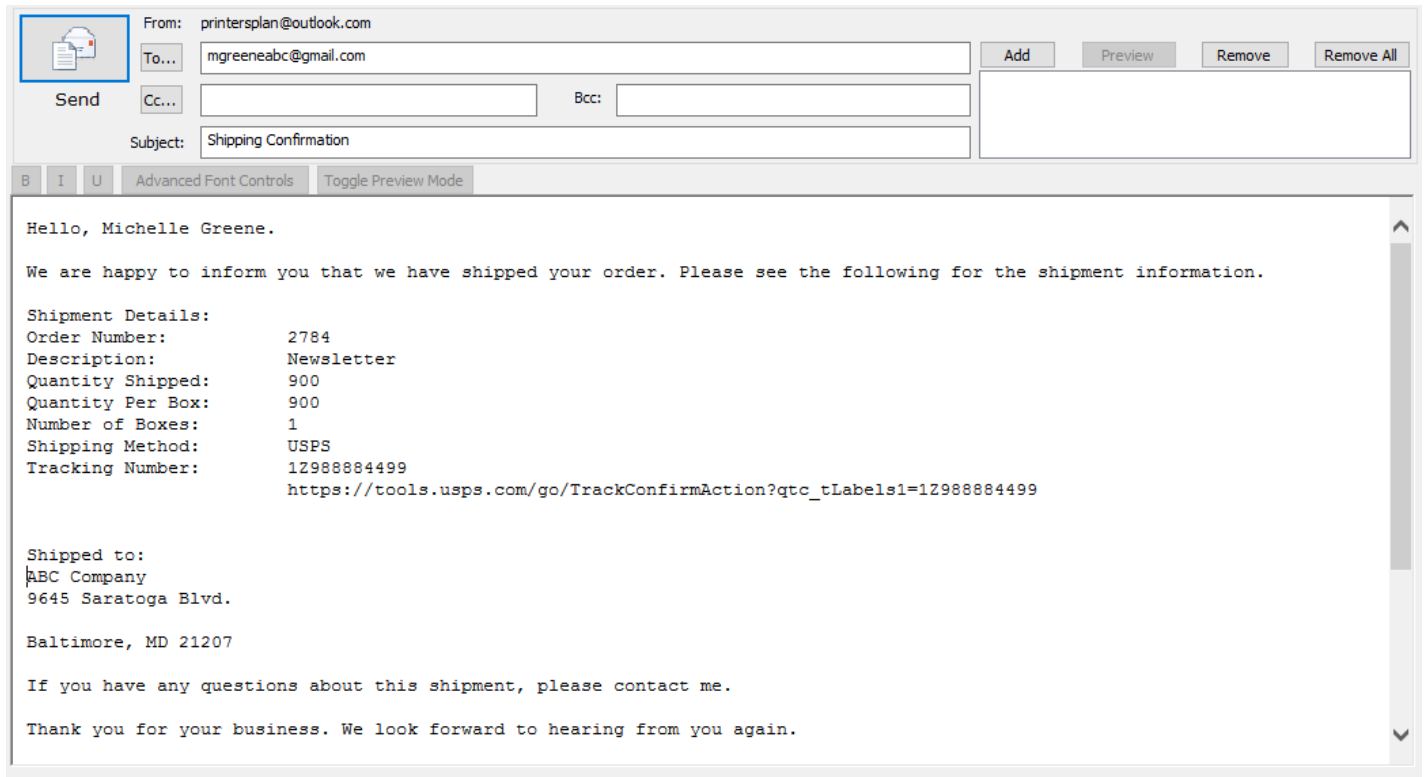 From: printersplan@outlook.com
To... mgreeneabc@gmail.com Add Preview Remove Remove All
Send Cc... Bcc:
Subject: Shipping Confirmation
B I U Advanced Font Controls Toggle Preview Mode
Hello, Michelle Greene.
We are happy to inform you that we have shipped your order. Please see the following for the shipment information.
Shipment Details:
Order Number: 2784
Description: Newsletter
Quantity Shipped: 900
Quantity Per Box: 900
Number of Boxes: 1
Shipping Method: USPS
Tracking Number: 1Z988884499
https://tools.usps.com/go/TrackConfirmAction?qtc_tLabels1=1Z988884499
Shipped to:
ABC Company
9645 Saratoga Blvd.
Baltimore, MD 21207
If you have any questions about this shipment, please contact me.
Thank you for your business. We look forward to hearing from you again.